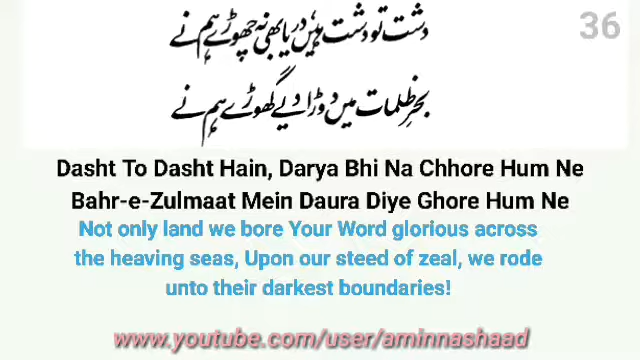 36
دشت تو دشت ہیں، دریا بھی نہ چھوڑے ہم نے
بحرِ ظلمات میں دوڑا دیے گھوڑے ہم نے
Dasht To Dasht Hain, Darya Bhi Na Chhore Hum Ne
Bahr-e-Zulmaat Mein Daura Diye Ghore Hum Ne
Not only land we bore Your Word glorious across
the heaving seas, Upon our steed of zeal, we rode
unto their darkest boundaries!
www.youtube.com/user/aminnashaad